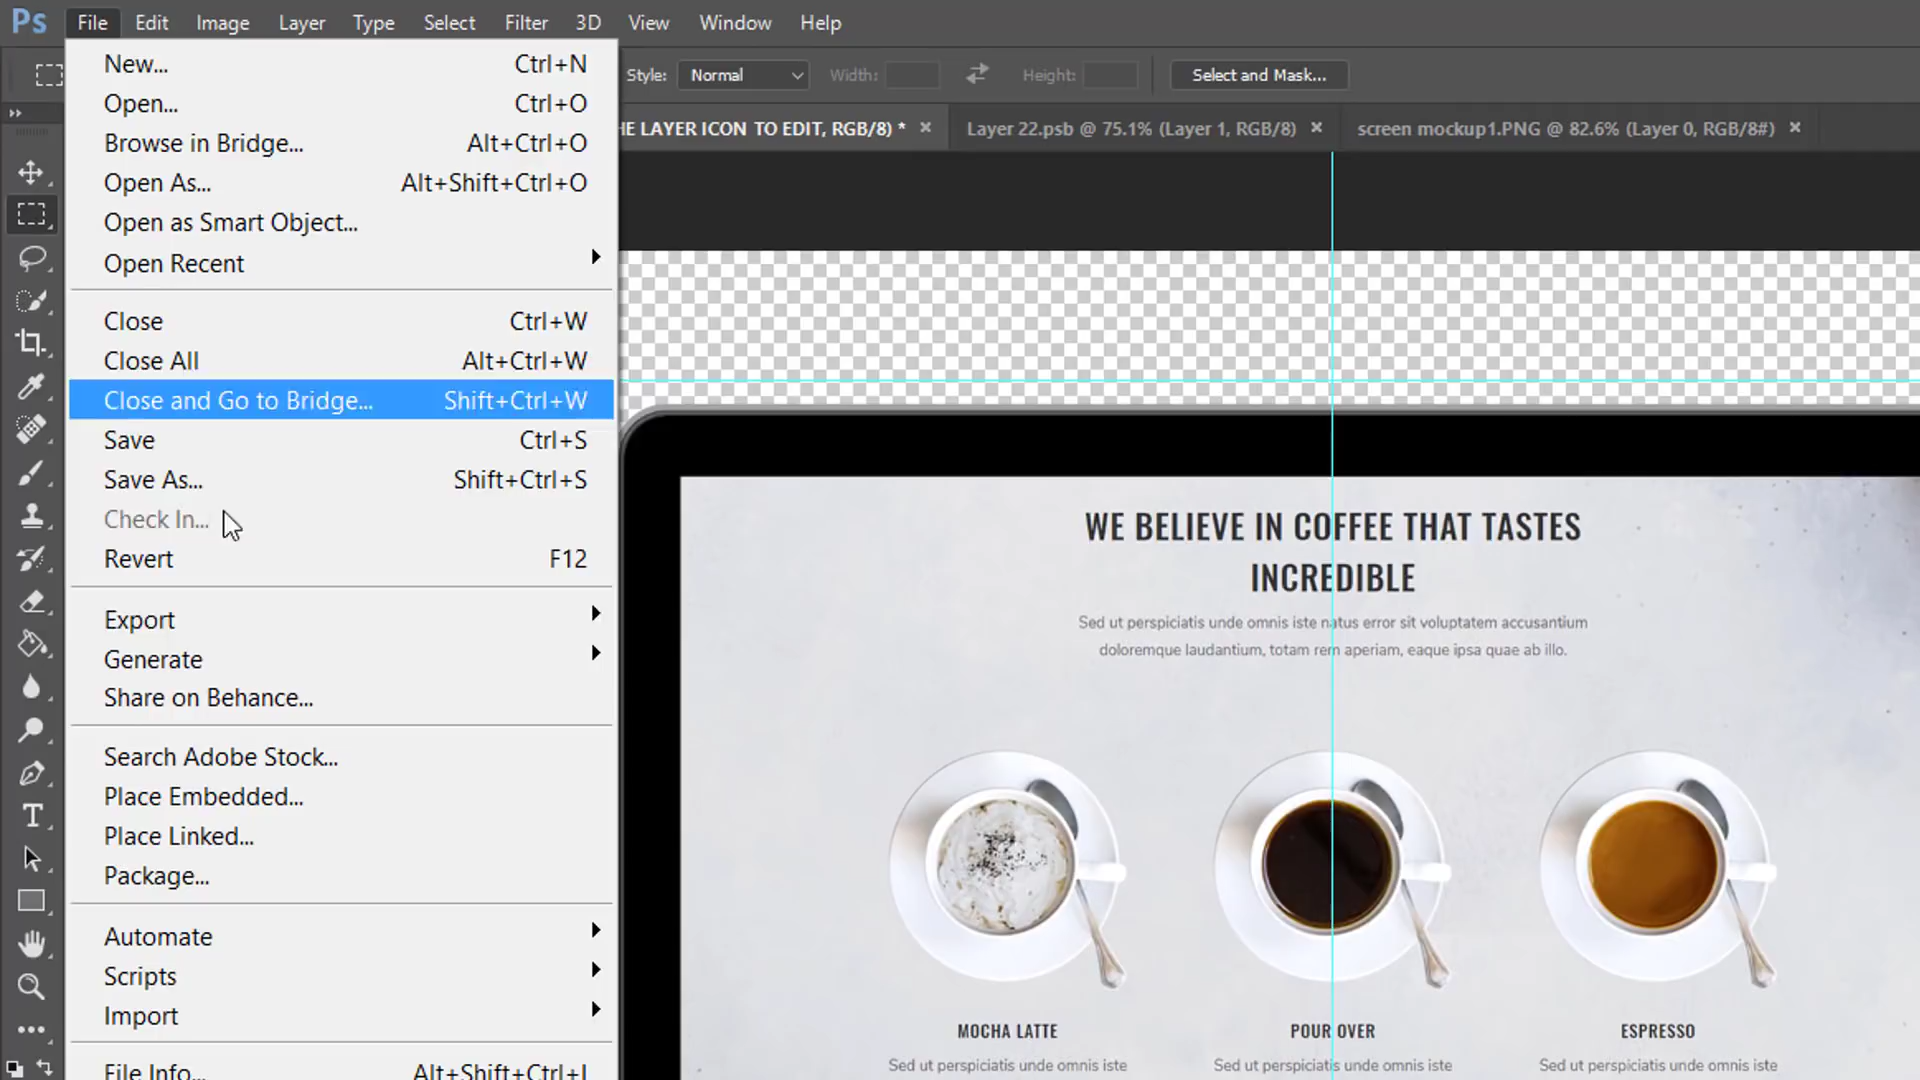 Ps File Edit Image Layer Type Select Filter 3D View Window Help
Style: Normal Width: Height: Select and Mask...
HE LAYER ICON TO EDIT, RGB/8) * × Layer 22.psb @ 75.1% (Layer 1, RGB/8) × screen mockup1.PNG @ 82.6% (Layer 0, RGB/8#) ×
New... Ctrl+N
Open... Ctrl+O
Browse in Bridge... Alt+Ctrl+O
Open As... Alt+Shift+Ctrl+O
Open as Smart Object...
Open Recent
Close Ctrl+W
Close All Alt+Ctrl+W
Close and Go to Bridge... Shift+Ctrl+W
Save Ctrl+S
Save As... Shift+Ctrl+S
Check In...
Revert F12
Export
Generate
Share on Behance...
Search Adobe Stock...
Place Embedded...
Place Linked...
Package...
Automate
Scripts
Import
File Info... Alt+Shift+Ctrl+I
WE BELIEVE IN COFFEE THAT TASTES
INCREDIBLE
Sed ut perspiciatis unde omnis iste natus error sit voluptatem accusantium
doloremque laudantium, totam rem aperiam, eaque ipsa quae ab illo.
MOCHA LATTE POUR OVER ESPRESSO
Sed ut perspiciatis unde omnis iste Sed ut perspiciatis unde omnis iste Sed ut perspiciatis unde omnis iste